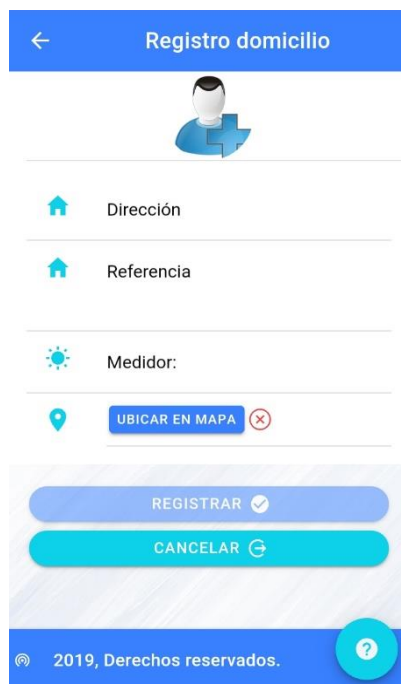 Registro domicilio
Dirección
Referencia
Medidor:
UBICAR EN MAPA
REGISTRAR
CANCELAR
2019, Derechos reservados.
?